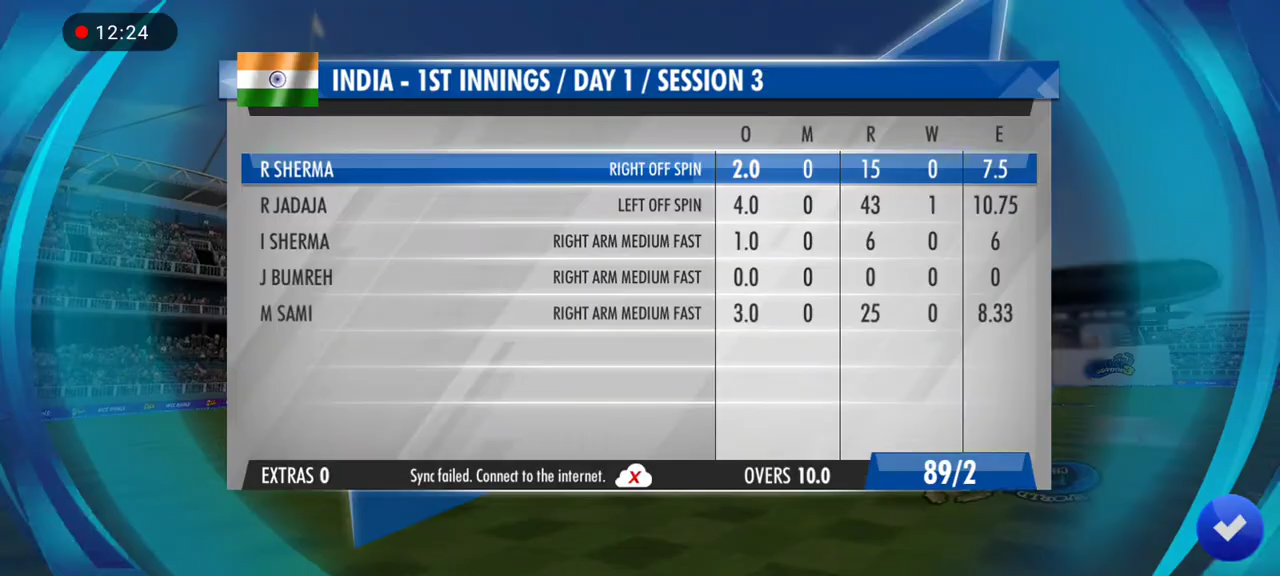 12:24
INDIA - 1ST INNINGS / DAY 1 / SESSION 3
O M R W E
R SHERMA RIGHT OFF SPIN 2.0 0 15 0 7.5
R JADAJA LEFT OFF SPIN 4.0 0 43 1 10.75
I SHERMA RIGHT ARM MEDIUM FAST 1.0 0 6 0 6
J BUMREH RIGHT ARM MEDIUM FAST 0.0 0 0 0 0
M SAMI RIGHT ARM MEDIUM FAST 3.0 0 25 0 8.33
EXTRAS 0 Sync failed. Connect to the internet. X OVERS 10.0 89/2